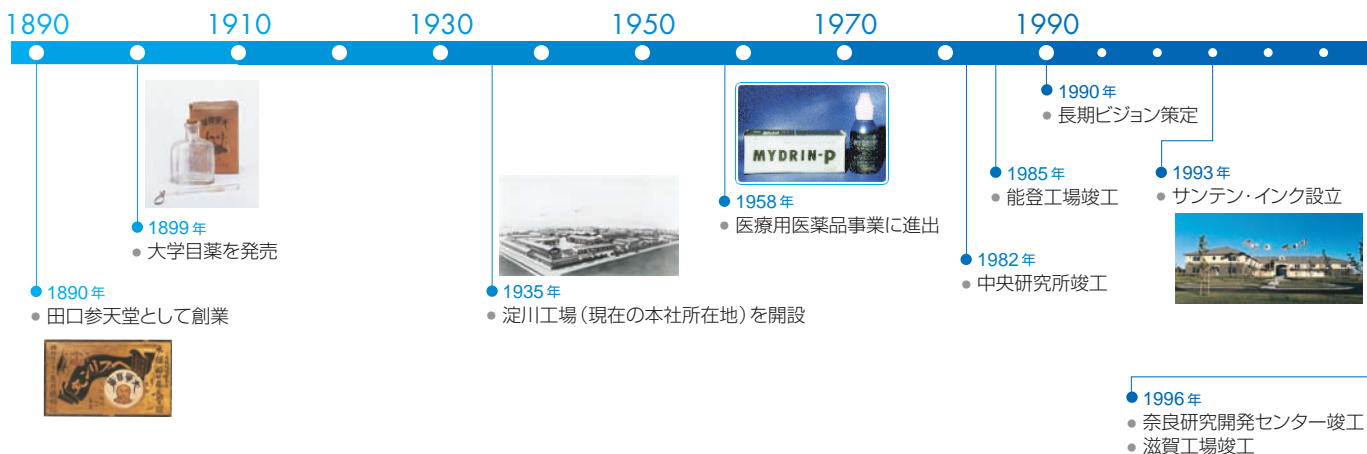 1890
1910
1930
1950
1970
1990
1899年
大学目薬を発売
1890年
田口参天堂として創業
1935年
淀川工場（現在の本社所在地）を開設
MYDRIN-P
1958年
医療用医薬品事業に進出
1982年
中央研究所竣工
1985年
能登工場竣工
1990年
長期ビジョン策定
1993年
サンテン・インク設立
1996年
奈良研究開発センター竣工
滋賀工場竣工